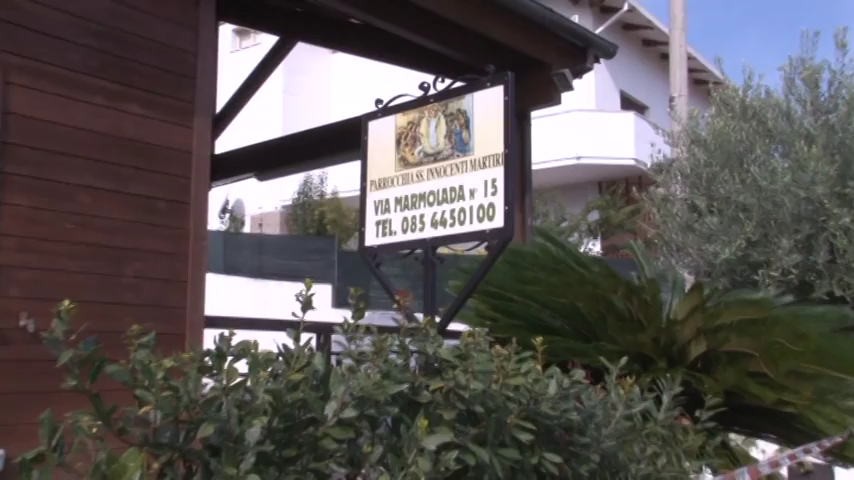 PARROCCHIA SS. INNOCENTI MARTIRI
VIA MARMOLADA N° 15
TEL. 085 4450100